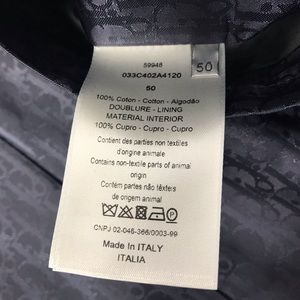 59948
033C402A4120
50
50
100% Coton - Cotton - Algodão
DOUBLURE - LINING
MATERIAL INTERIOR
100% Cupro - Cupro - Cupro
Contient des parties non textiles
d'origine animale
Contains non-textile parts of animal
origin
Contém partes não têxteis
de origem animal
CNPJ 02-046-366/0003-99
Made In ITALY
ITALIA